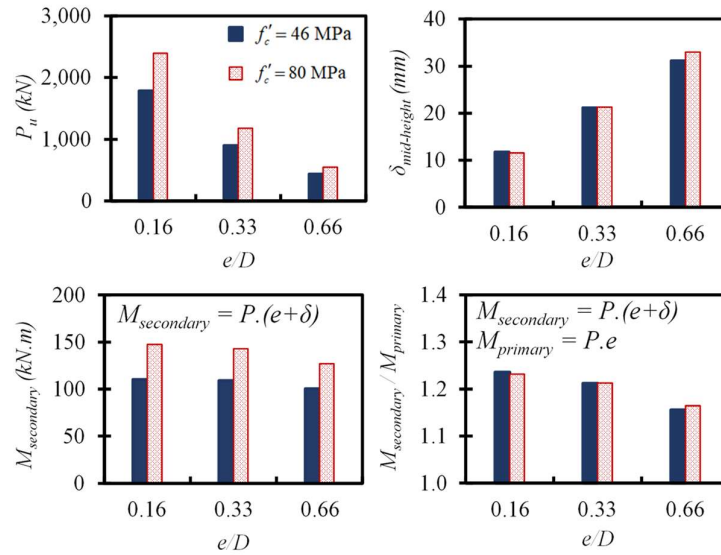 3,000
2,000
1,000
0
P_u (kN)
f′_c = 46 MPa
f′_c = 80 MPa
0.16 0.33 0.66
e/D
40
30
20
10
0
δ_mid-height (mm)
0.16 0.33 0.66
e/D
200
150
100
50
0
M_secondary (kN.m)
M_secondary = P.(e+δ)
0.16 0.33 0.66
e/D
1.4
1.3
1.2
1.1
1.0
M_secondary / M_primary
M_secondary = P.(e+δ)
M_primary = P.e
0.16 0.33 0.66
e/D